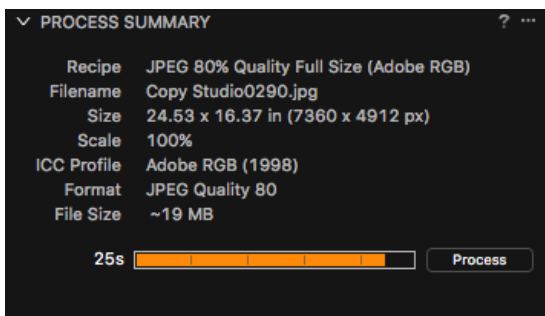 PROCESS SUMMARY ? ...
Recipe JPEG 80% Quality Full Size (Adobe RGB)
Filename Copy Studio0290.jpg
Size 24.53 x 16.37 in (7360 x 4912 px)
Scale 100%
ICC Profile Adobe RGB (1998)
Format JPEG Quality 80
File Size ~19 MB
25s Process